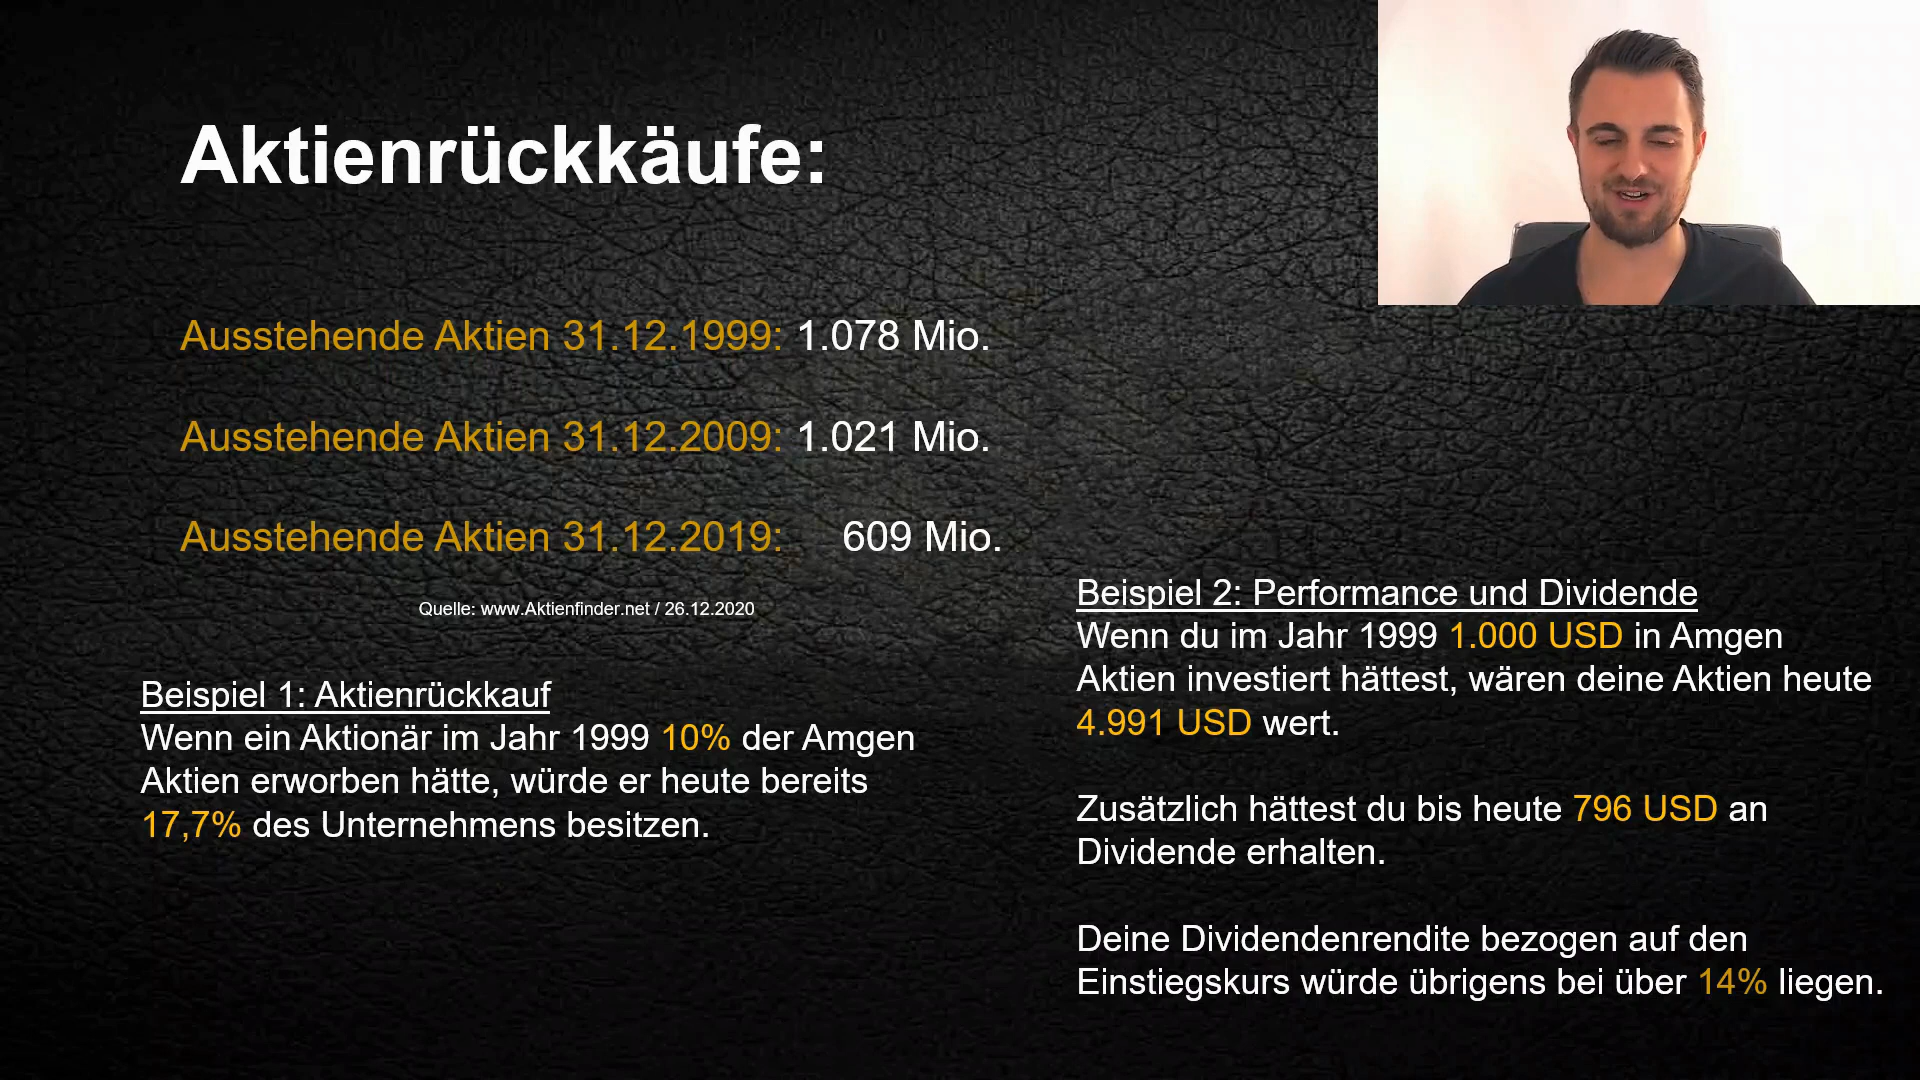 Aktienrückkäufe:
Ausstehende Aktien 31.12.1999: 1.078 Mio.
Ausstehende Aktien 31.12.2009: 1.021 Mio.
Ausstehende Aktien 31.12.2019: 609 Mio.
Quelle: www.Aktienfinder.net / 26.12.2020
Beispiel 1: Aktienrückkauf
Wenn ein Aktionär im Jahr 1999 10% der Amgen
Aktien erworben hätte, würde er heute bereits
17,7% des Unternehmens besitzen.
Beispiel 2: Performance und Dividende
Wenn du im Jahr 1999 1.000 USD in Amgen
Aktien investiert hättest, wären deine Aktien heute
4.991 USD wert.
Zusätzlich hättest du bis heute 796 USD an
Dividende erhalten.
Deine Dividendenrendite bezogen auf den
Einstiegskurs würde übrigens bei über 14% liegen.